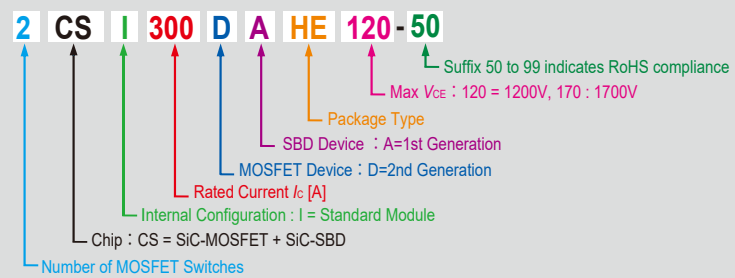 2 CS I 300 D A HE 120 - 50
Suffix 50 to 99 indicates RoHS compliance
Max VCE：120 = 1200V, 170 : 1700V
Package Type
SBD Device ：A=1st Generation
MOSFET Device：D=2nd Generation
Rated Current Ic [A]
Internal Configuration : I = Standard Module
Chip：CS = SiC-MOSFET + SiC-SBD
Number of MOSFET Switches